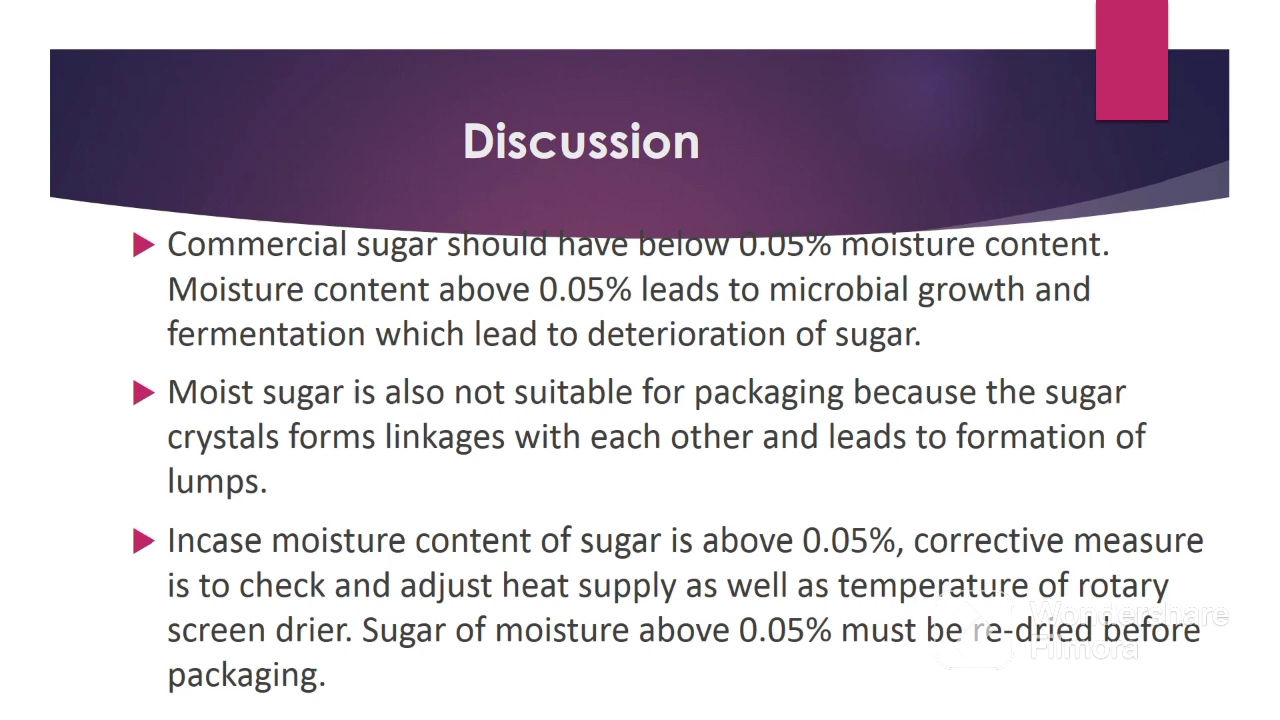 Discussion
Commercial sugar should have below 0.05% moisture content.
Moisture content above 0.05% leads to microbial growth and
fermentation which lead to deterioration of sugar.
Moist sugar is also not suitable for packaging because the sugar
crystals forms linkages with each other and leads to formation of
lumps.
Incase moisture content of sugar is above 0.05%, corrective measure
is to check and adjust heat supply as well as temperature of rotary
screen drier. Sugar of moisture above 0.05% must be re-dried before
packaging.
Wondershare
Filmora